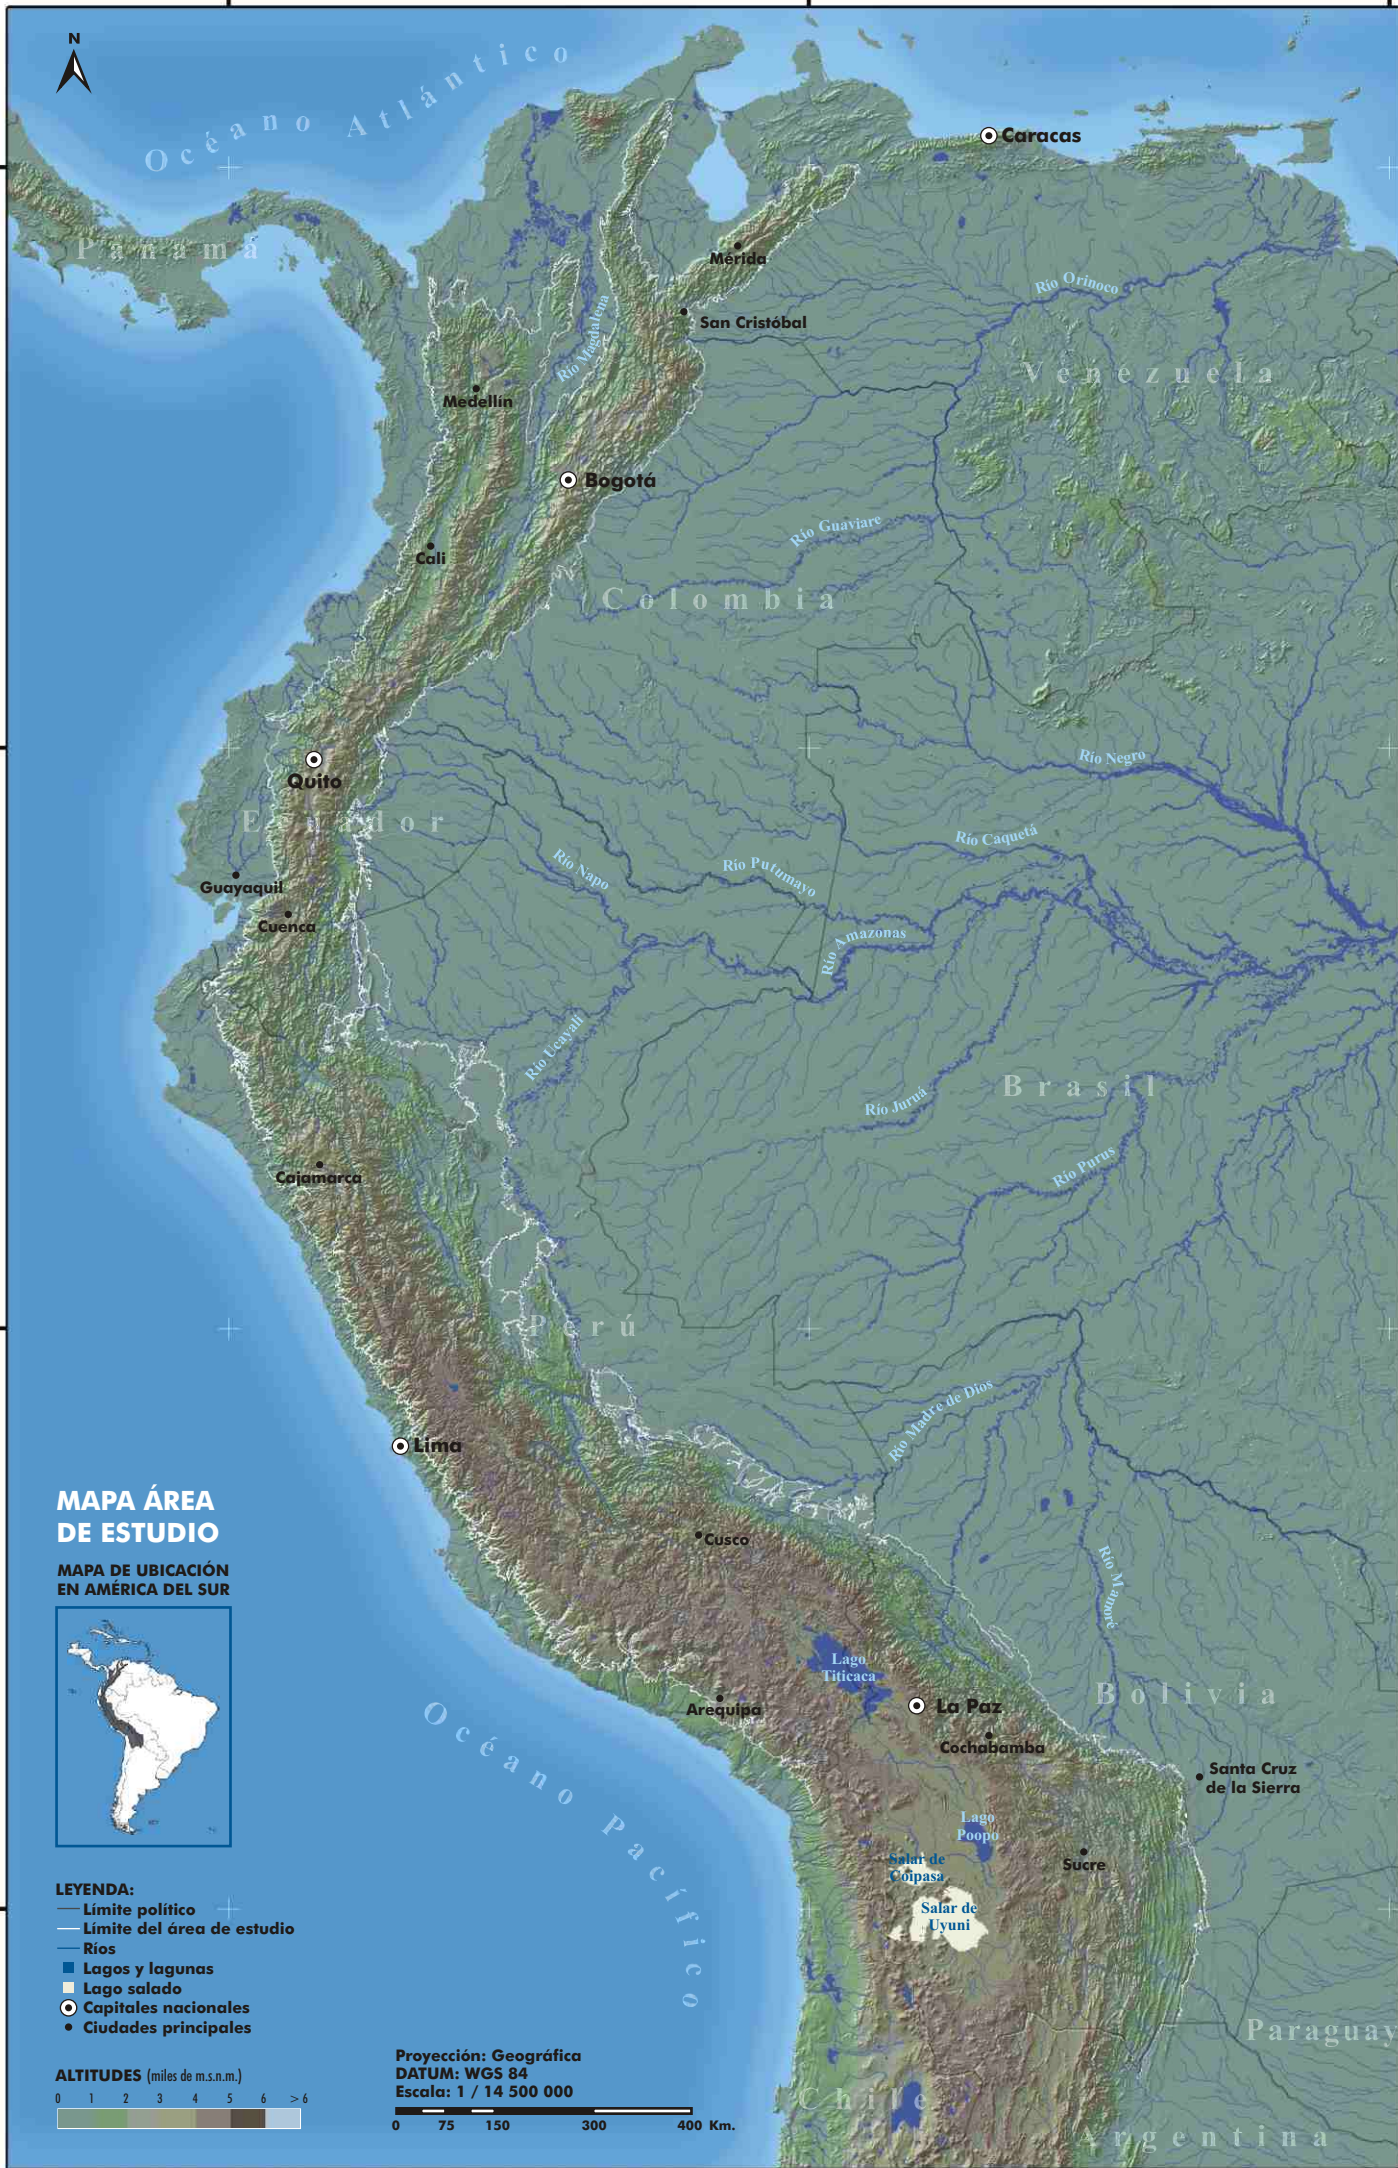 N
Océano Atlántico
Caracas
Panamá
Mérida
Río Orinoco
San Cristóbal
Río Magdalena
Venezuela
Medellín
Bogotá
Río Guaviare
Cali
Colombia
Río Negro
Quito
Ecuador
Río Caquetá
Río Napo
Río Putumayo
Guayaquil
Cuenca
Río Amazonas
Río Ucayali
Brasil
Río Juruá
Río Purus
Cajamarca
Perú
Río Madre de Dios
Lima
MAPA ÁREA
DE ESTUDIO
Cusco
MAPA DE UBICACIÓN
EN AMÉRICA DEL SUR
Río Mamoré
Lago
Titicaca
Bolivia
La Paz
Arequipa
Océano Pacífico
Cochabamba
Santa Cruz
de la Sierra
Lago
Poopo
Salar de
Coipasa
Sucre
Salar de
Uyuni
LEYENDA:
Límite político
Límite del área de estudio
Ríos
Lagos y lagunas
Lago salado
Capitales nacionales
Ciudades principales
Paraguay
Proyección: Geográfica
DATUM: WGS 84
Escala: 1 / 14 500 000
0 75 150 300 400 Km.
ALTITUDES (miles de m.s.n.m.)
0 1 2 3 4 5 6 > 6
Chile
Argentina